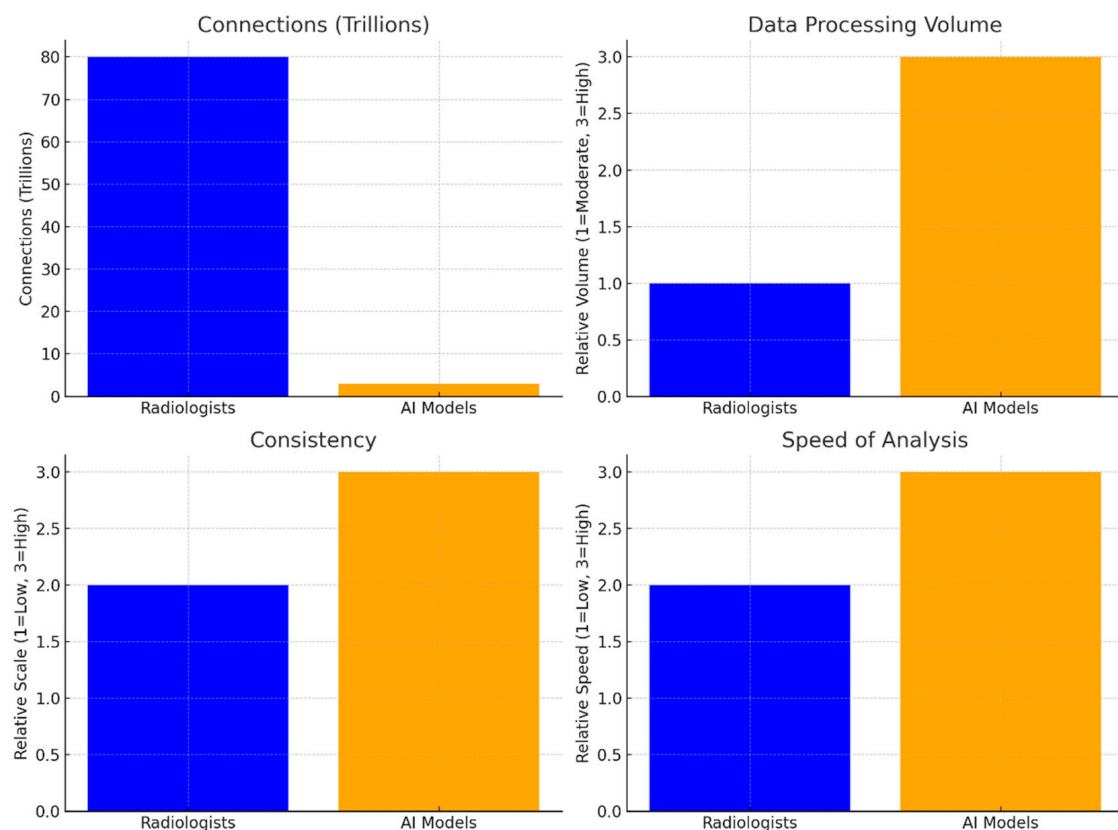 Connections (Trillions)
Connections (Trillions)
80
70
60
50
40
30
20
10
0
Radiologists
AI Models
Data Processing Volume
Relative Volume (1=Moderate, 3=High)
3.0
2.5
2.0
1.5
1.0
0.5
0.0
Radiologists
AI Models
Consistency
Relative Scale (1=Low, 3=High)
3.0
2.5
2.0
1.5
1.0
0.5
0.0
Radiologists
AI Models
Speed of Analysis
Relative Speed (1=Low, 3=High)
3.0
2.5
2.0
1.5
1.0
0.5
0.0
Radiologists
AI Models